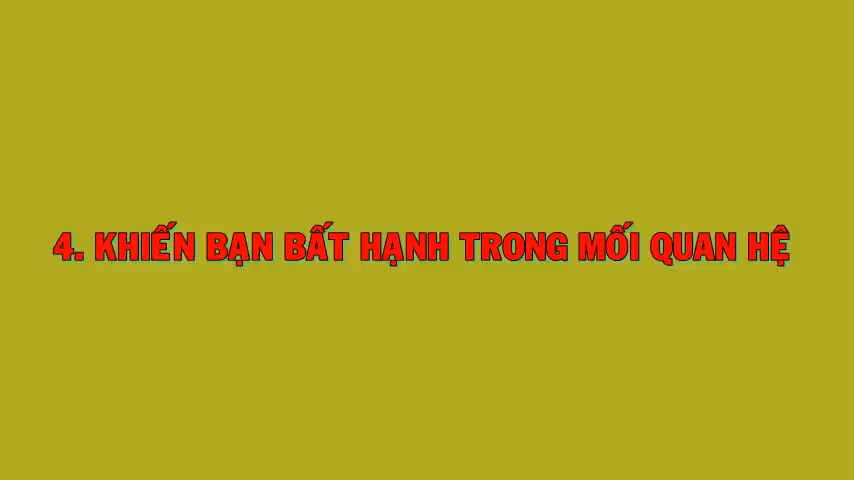 4. KHIẾN BẠN BẤT HẠNH TRONG MỐI QUAN HỆ